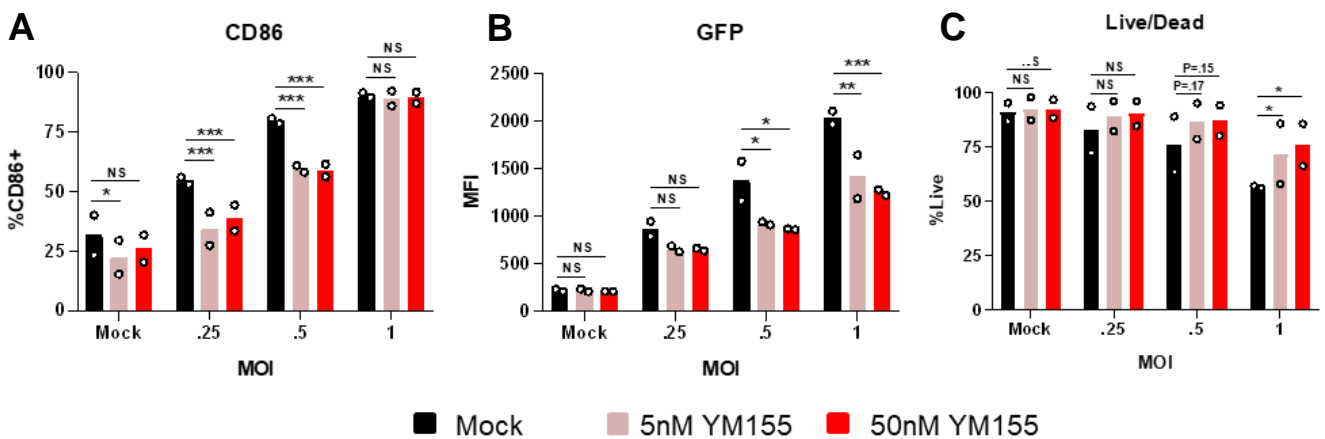 A
CD86
%CD86+
100
75
50
25
0
NS
*
***
***
***
***
NS
NS
Mock
.25
.5
1
MOI
B
GFP
MFI
2500
2000
1500
1000
500
0
NS
NS
NS
NS
*
*
***
**
Mock
.25
.5
1
MOI
C
Live/Dead
%Live
100
75
50
25
0
NS
NS
NS
P=.15
P=.17
*
*
Mock
.25
.5
1
MOI
Mock
5nM YM155
50nM YM155